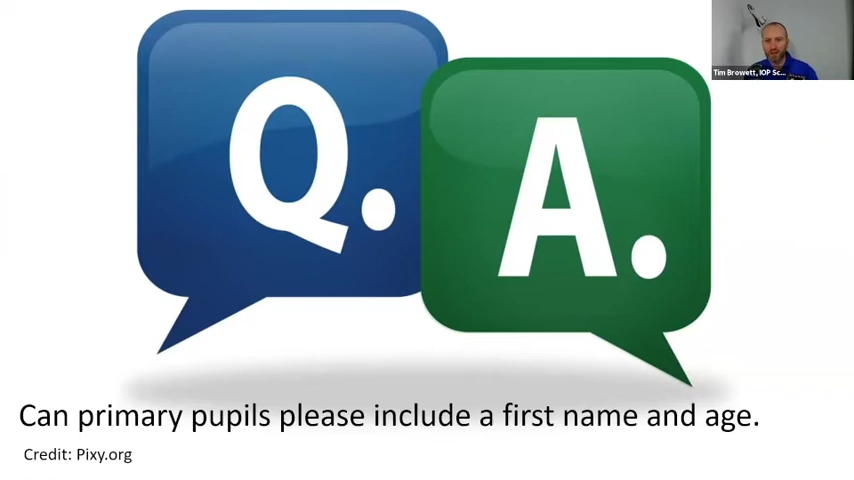 Tim Browett, IOP Sc...
Q.
A.
Can primary pupils please include a first name and age.
Credit: Pixy.org